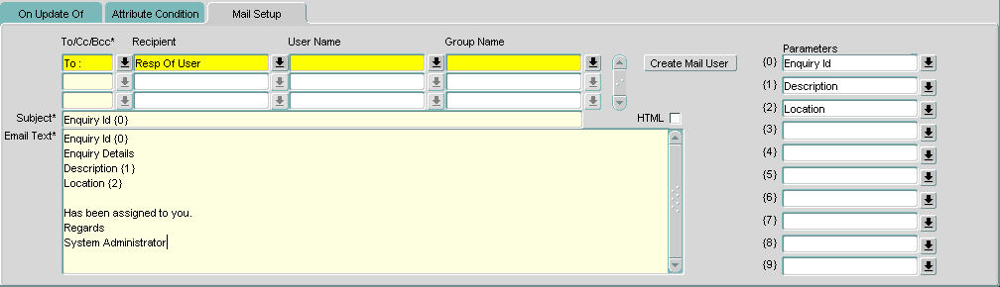 On Update Of Attribute Condition Mail Setup
To/Cc/Bcc* Recipient User Name Group Name
To : Resp Of User
Create Mail User
Subject* Enquiry Id {0} HTML
Email Text* Enquiry Id {0}
Enquiry Details
Description {1}
Location {2}
Has been assigned to you.
Regards
System Administrator
Parameters
{0} Enquiry Id
{1} Description
{2} Location
{3}
{4}
{5}
{6}
{7}
{8}
{9}